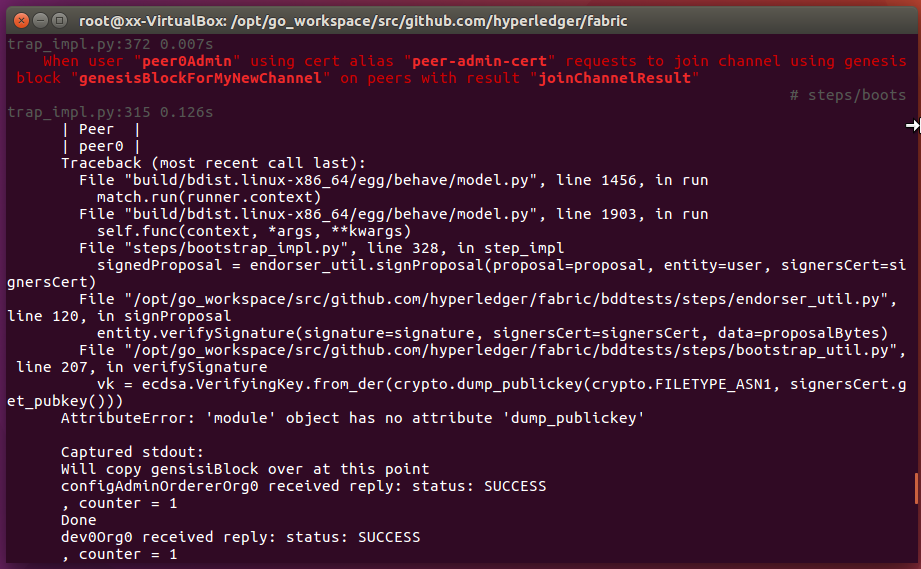 root@xx-VirtualBox: /opt/go_workspace/src/github.com/hyperledger/fabric
trap_impl.py:372 0.007s
When user "peer0Admin" using cert alias "peer-admin-cert" requests to join channel using genesis
block "genesisBlockForMyNewChannel" on peers with result "joinChannelResult"
# steps/boots
trap_impl.py:315 0.126s
| Peer  |
| peer0 |
Traceback (most recent call last):
File "build/bdist.linux-x86_64/egg/behave/model.py", line 1456, in run
match.run(runner.context)
File "build/bdist.linux-x86_64/egg/behave/model.py", line 1903, in run
self.func(context, *args, **kwargs)
File "steps/bootstrap_impl.py", line 328, in step_impl
signedProposal = endorser_util.signProposal(proposal=proposal, entity=user, signersCert=si
gnersCert)
File "/opt/go_workspace/src/github.com/hyperledger/fabric/bddtests/steps/endorser_util.py",
line 120, in signProposal
entity.verifySignature(signature=signature, signersCert=signersCert, data=proposalBytes)
File "/opt/go_workspace/src/github.com/hyperledger/fabric/bddtests/steps/bootstrap_util.py",
line 207, in verifySignature
vk = ecdsa.VerifyingKey.from_der(crypto.dump_publickey(crypto.FILETYPE_ASN1, signersCert.g
et_pubkey()))
AttributeError: 'module' object has no attribute 'dump_publickey'
Captured stdout:
Will copy gensisiBlock over at this point
configAdminOrdererOrg0 received reply: status: SUCCESS
, counter = 1
Done
dev0Org0 received reply: status: SUCCESS
, counter = 1